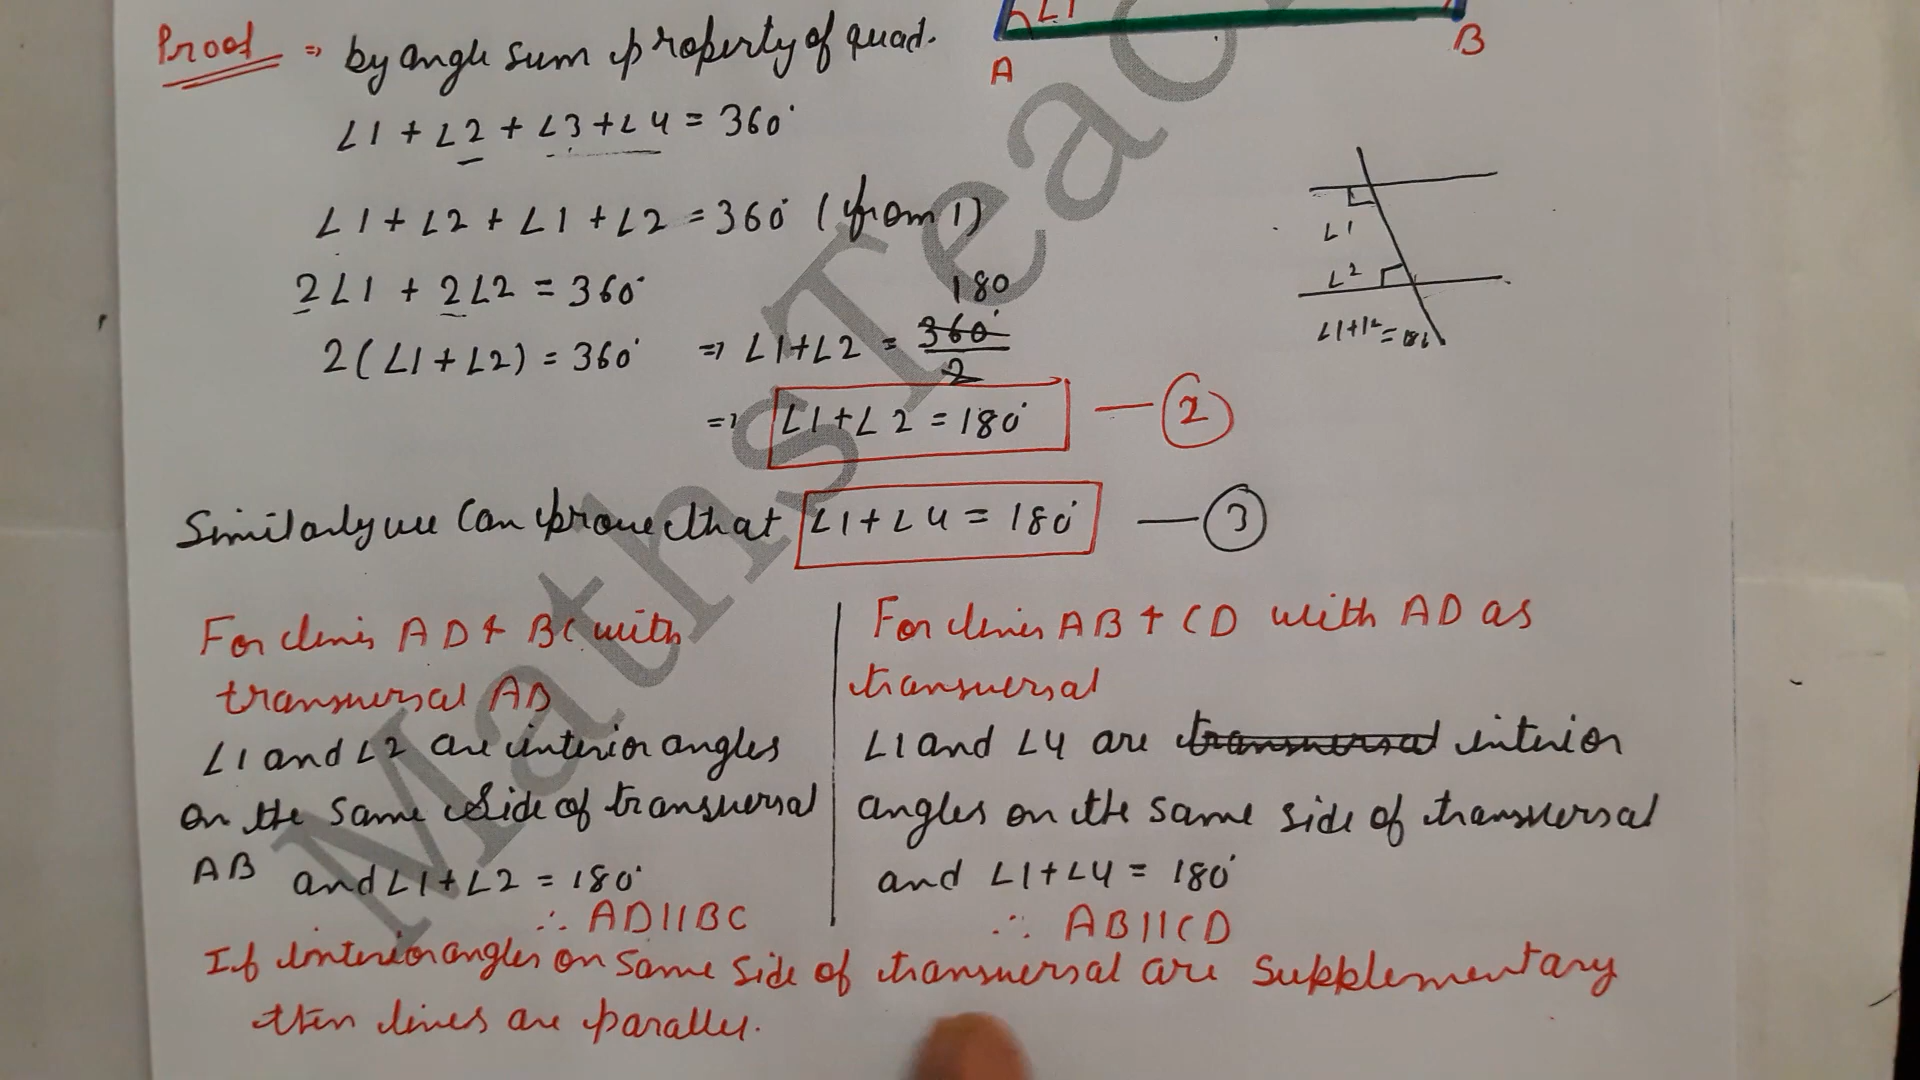 ∠1
B
A
Proof ⇒ by angle sum property of quad.
∠1 + ∠2 + ∠3 + ∠4 = 360°
∠1 + ∠2 + ∠1 + ∠2 = 360° (from 1)
2∠1 + 2∠2 = 360°
2(∠1 + ∠2) = 360° ⇒ ∠1+∠2 = 360°/2 180
⇒ ∠1+∠2 = 180° — 2
∠1
∠2
Similarly we can prove that ∠1+∠4 = 180° — 3
For lines AD & BC with
transversal AB
∠1 and ∠2 are interior angles
on the same side of transversal
AB and ∠1+∠2 = 180°
∴ AD||BC
For lines AB & CD with AD as
transversal
∠1 and ∠4 are transversal interior
angles on the same side of transversal
and ∠1+∠4 = 180°
∴ AB||CD
If interior angles on same side of transversal are supplementary
then lines are parallel.
Maths Teac